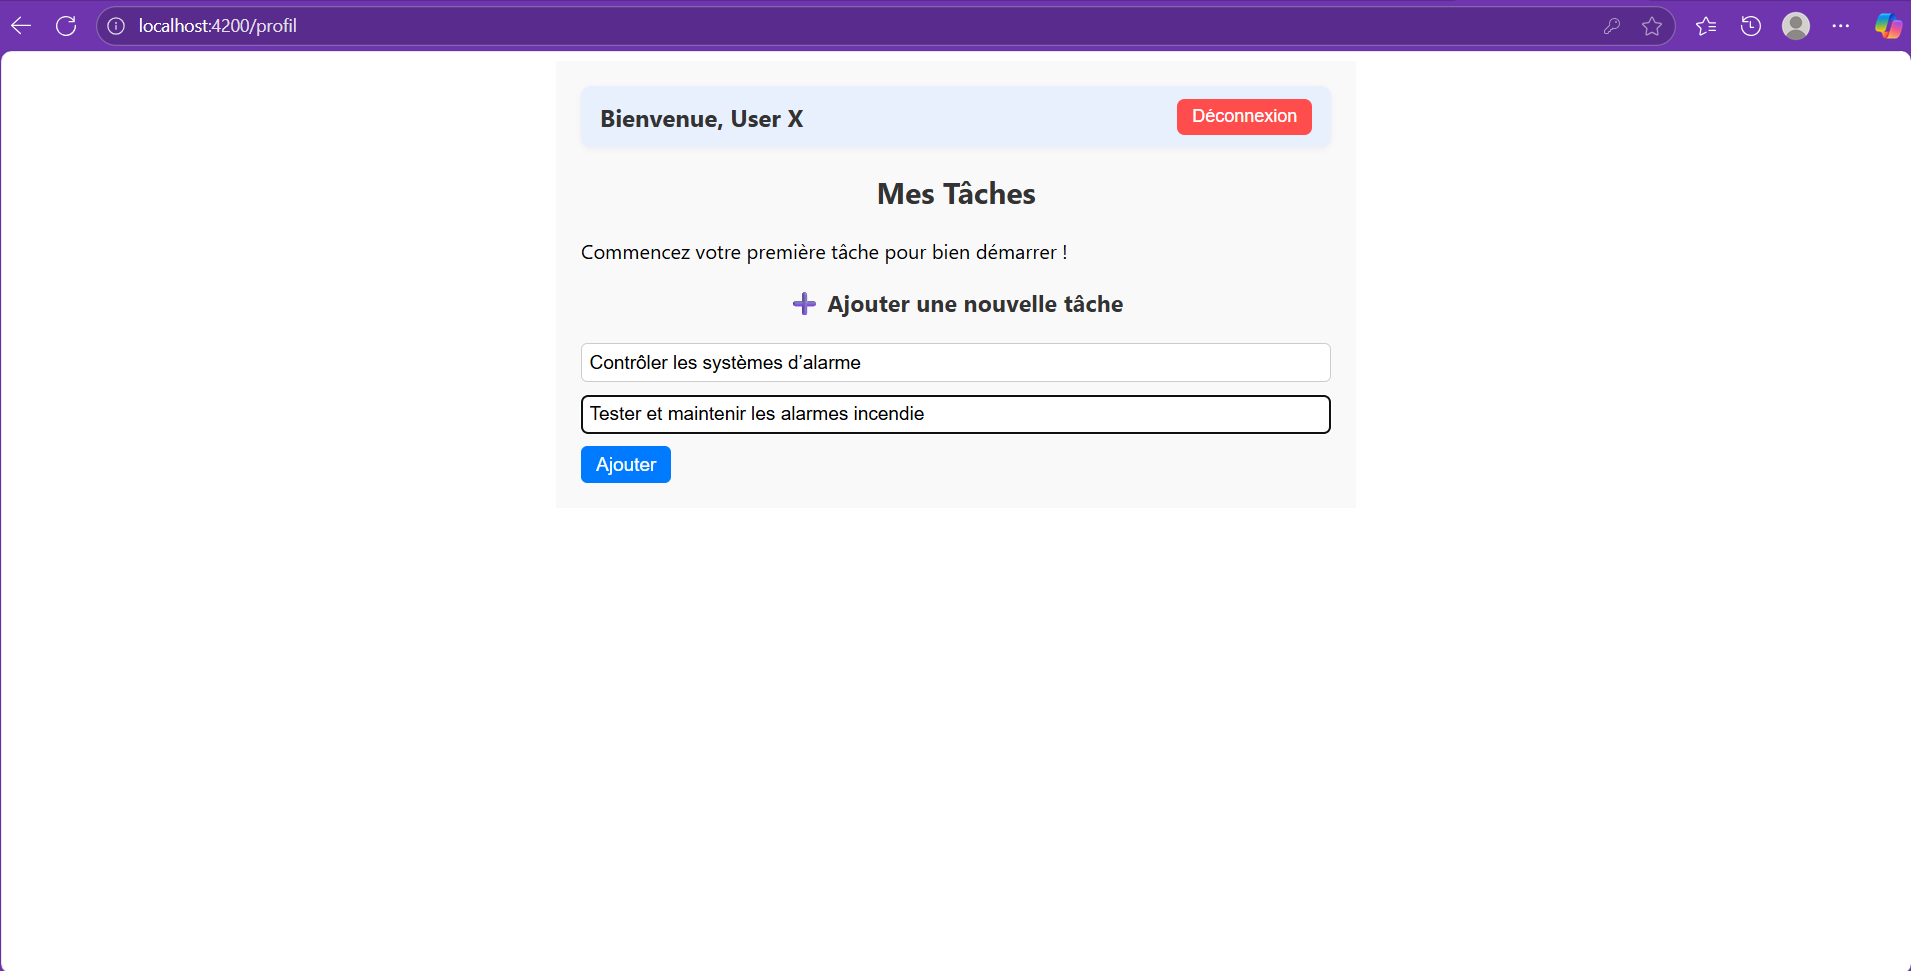 localhost:4200/profil
Bienvenue, User X
Déconnexion
Mes Tâches
Commencez votre première tâche pour bien démarrer !
➕ Ajouter une nouvelle tâche
Contrôler les systèmes d’alarme
Tester et maintenir les alarmes incendie
Ajouter